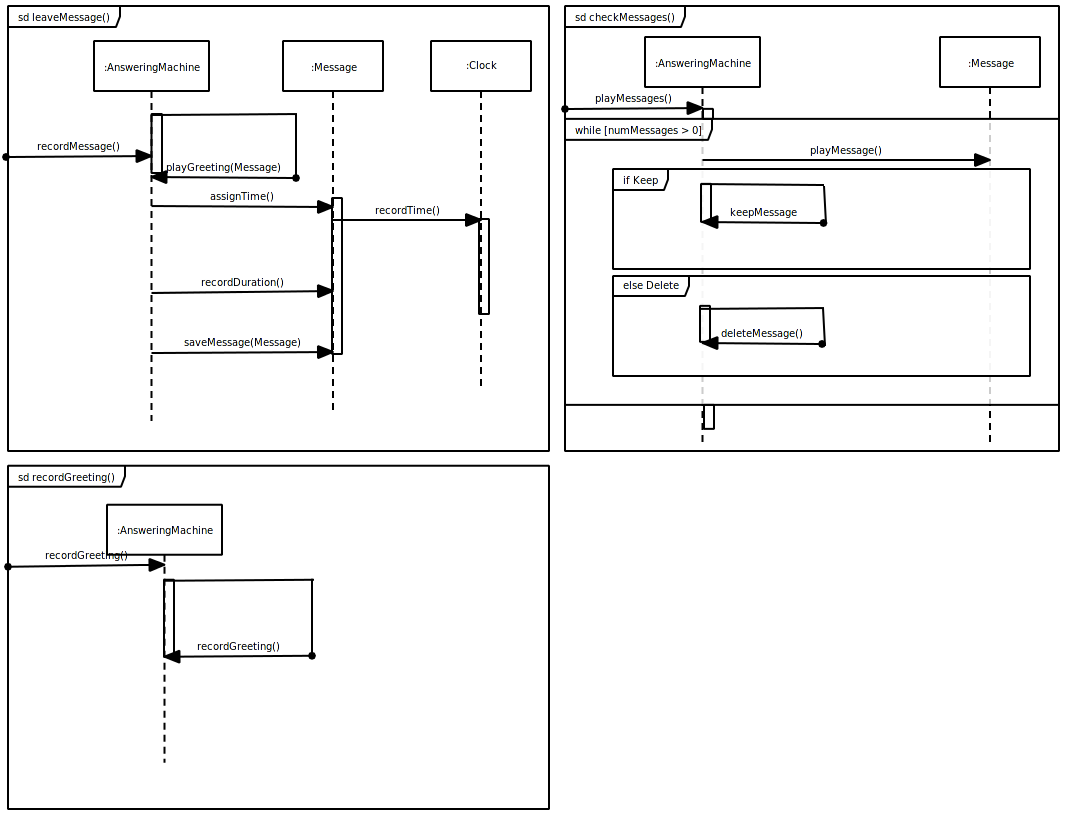 sd leaveMessage()
:AnsweringMachine
:Message
:Clock
recordMessage()
playGreeting(Message)
assignTime()
recordTime()
recordDuration()
saveMessage(Message)
sd checkMessages()
:AnsweringMachine
:Message
playMessages()
while [numMessages > 0]
playMessage()
if Keep
keepMessage
else Delete
deleteMessage()
sd recordGreeting()
:AnsweringMachine
recordGreeting()
recordGreeting()